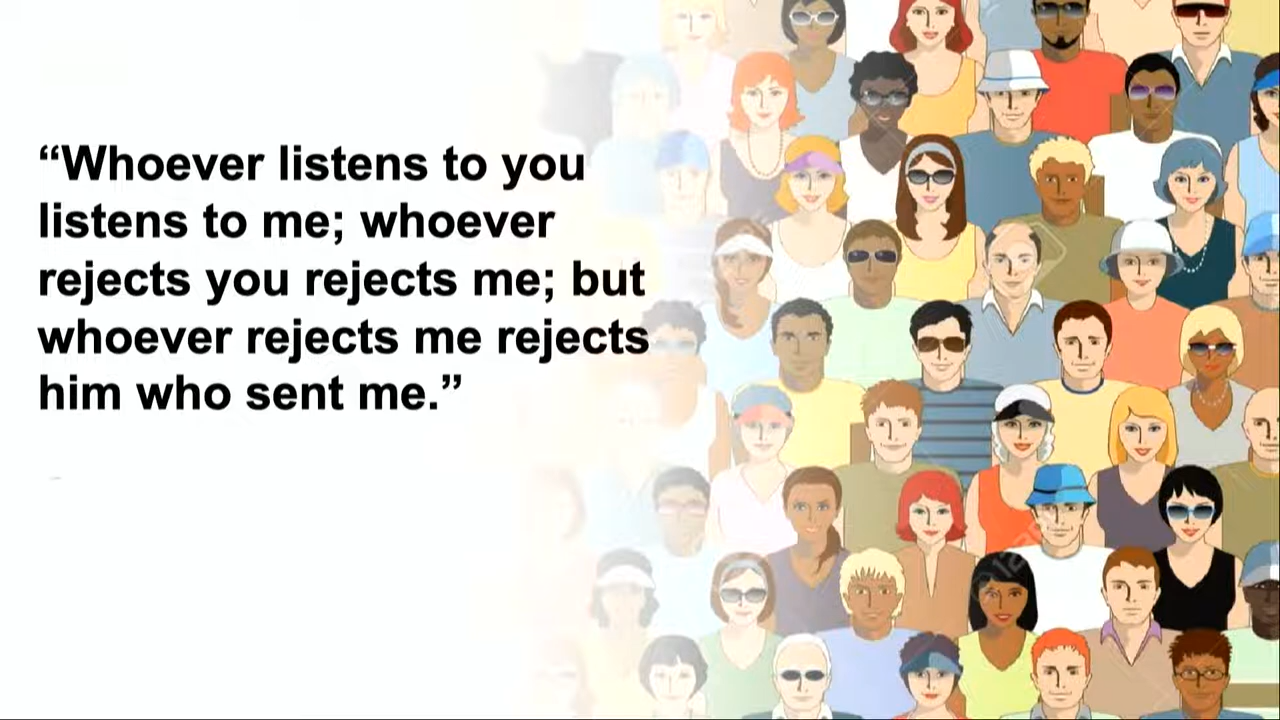 “Whoever listens to you
listens to me; whoever
rejects you rejects me; but
whoever rejects me rejects
him who sent me.”